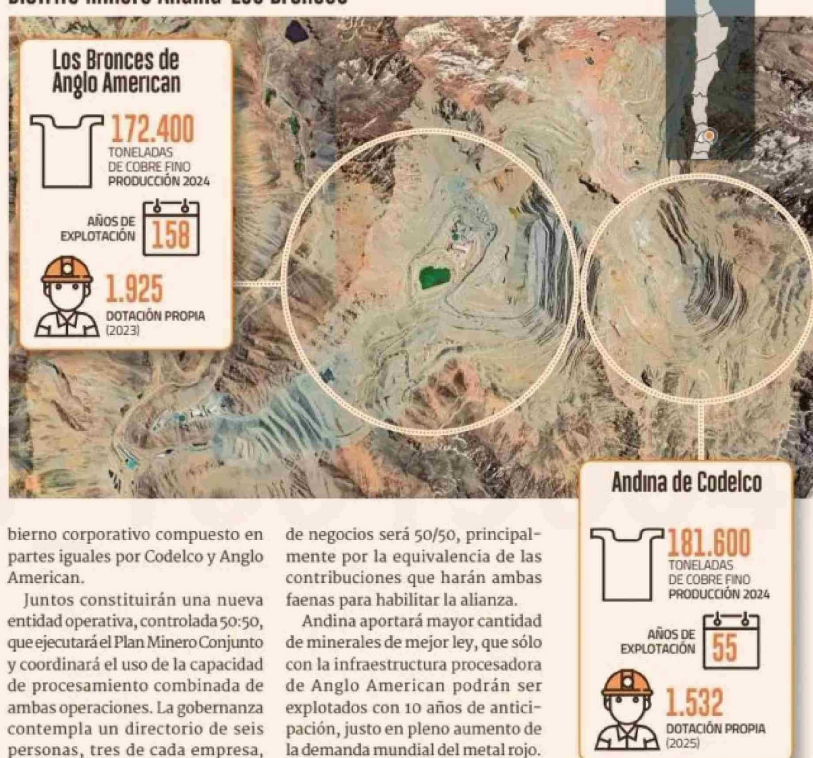 Distrito minero Andina-Los Bronces
Los Bronces de
Anglo American
172.400
TONELADAS
DE COBRE FINO
PRODUCCIÓN 2024
AÑOS DE
EXPLOTACIÓN
158
1.925
DOTACIÓN PROPIA
(2023)
Andina de Codelco
181.600
TONELADAS
DE COBRE FINO
PRODUCCIÓN 2024
AÑOS DE
EXPLOTACIÓN
55
1.532
DOTACIÓN PROPIA
(2025)
bierno corporativo compuesto en
partes iguales por Codelco y Anglo
American.
Juntos constituirán una nueva
entidad operativa, controlada 50:50,
que ejecutará el Plan Minero Conjunto
y coordinará el uso de la capacidad
de procesamiento combinada de
ambas operaciones. La gobernanza
contempla un directorio de seis
personas, tres de cada empresa,
de negocios será 50/50, principal-
mente por la equivalencia de las
contribuciones que harán ambas
faenas para habilitar la alianza.
Andina aportará mayor cantidad
de minerales de mejor ley, que sólo
con la infraestructura procesadora
de Anglo American podrán ser
explotados con 10 años de antici-
pación, justo en pleno aumento de
la demanda mundial del metal rojo.